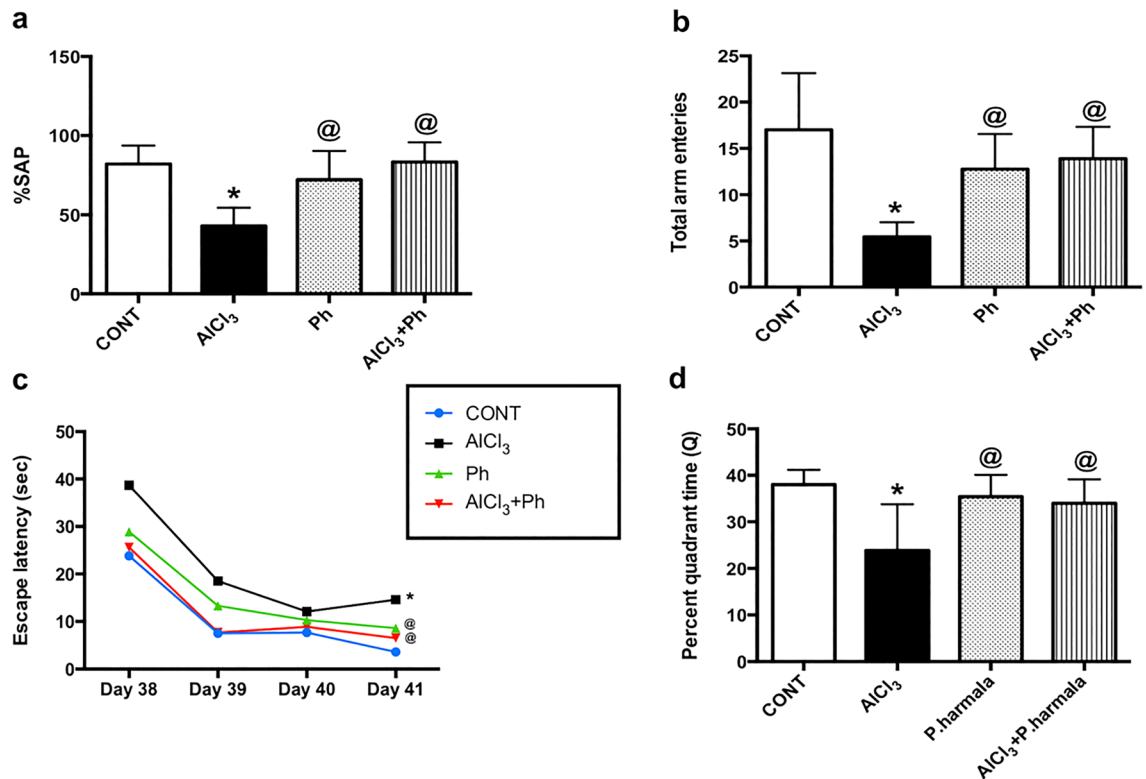 a
150
100
50
0
%SAP
@
@
*
CONT
AlCl3
Ph
AlCl3+Ph
b
25
20
15
10
5
0
Total arm enteries
@
@
*
CONT
AlCl3
Ph
AlCl3+Ph
c
CONT
AlCl3
Ph
AlCl3+Ph
50
40
30
20
10
0
Escape latency (sec)
*
@
@
Day 38 Day 39 Day 40 Day 41
d
50
40
30
20
10
0
Percent quadrant time (Q)
@
@
*
CONT
AlCl3
P.harmala
AlCl3+P.harmala